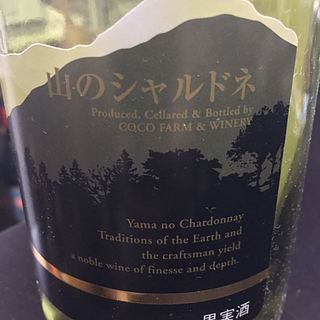 山のシャルドネ
Produced, Cellared & Bottled by
COCO FARM & WINERY
Yama no Chardonnay
Traditions of the Earth and
the craftsman yield
a noble wine of finesse and depth.
果実酒